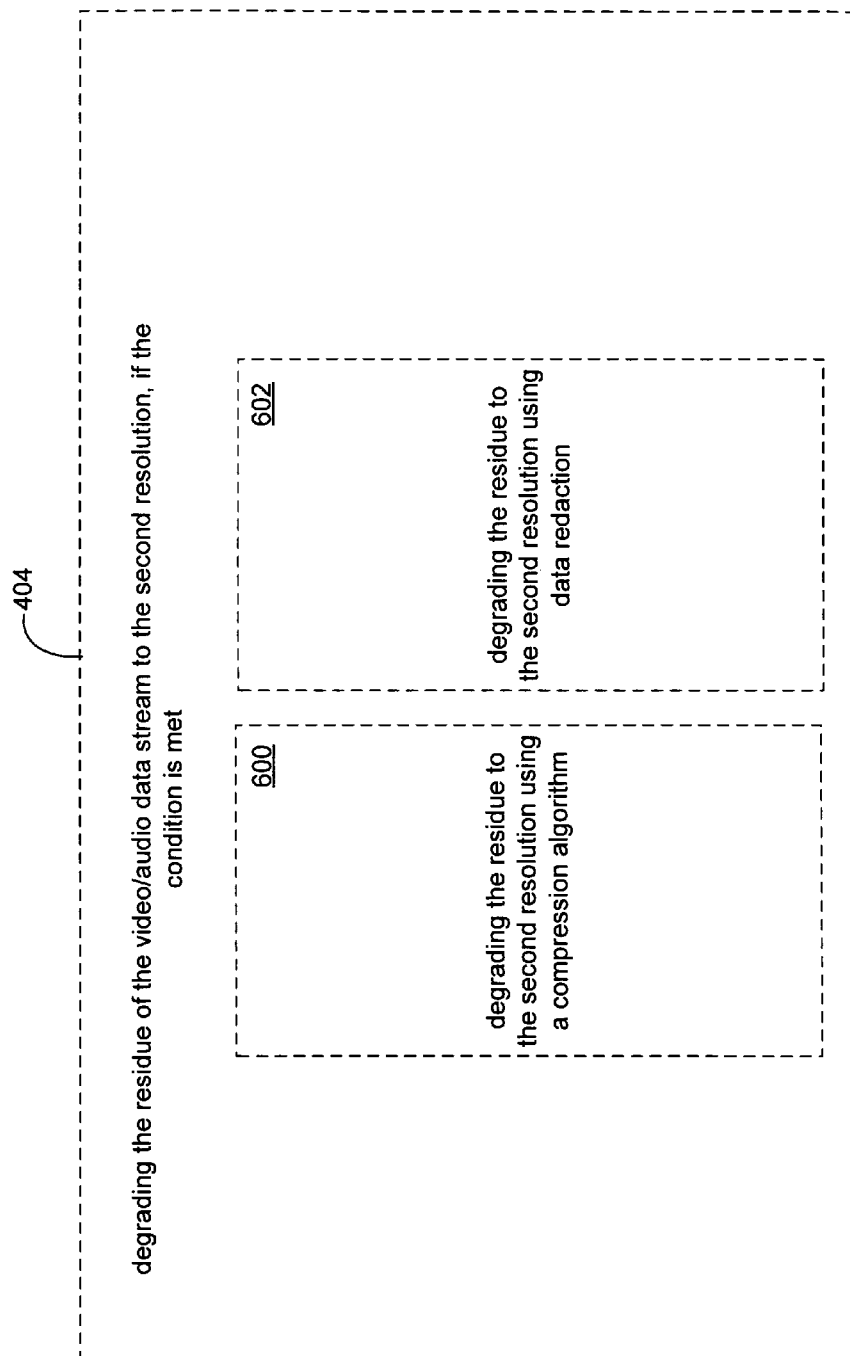 404
degrading the residue of the video/audio data stream to the second resolution, if the
condition is met
600
degrading the residue to
the second resolution using
a compression algorithm
602
degrading the residue to
the second resolution using
data redaction